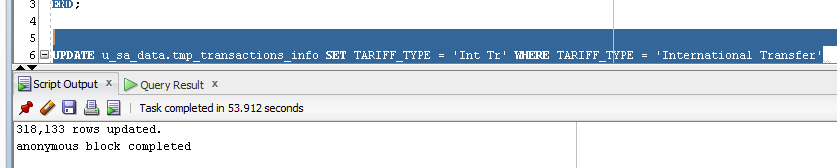 3
END;
4
5
6
UPDATE u_sa_data.tmp_transactions_info SET TARIFF_TYPE = 'Int Tr' WHERE TARIFF_TYPE = 'International Transfer'
Script Output x
Query Result x
Task completed in 53.912 seconds
318,133 rows updated.
anonymous block completed